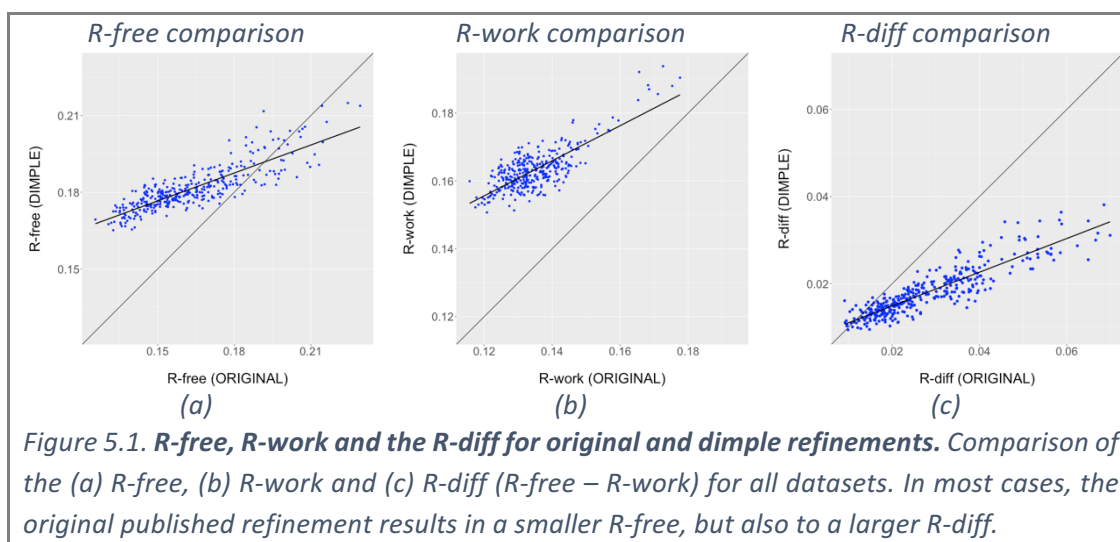 R-free comparison
R-work comparison
R-diff comparison
R-free (DIMPLE)
0.21
0.18
0.15
0.15
0.18
0.21
R-free (ORIGINAL)
(a)
R-work (DIMPLE)
0.18
0.16
0.14
0.12
0.12
0.14
0.16
0.18
R-work (ORIGINAL)
(b)
R-diff (DIMPLE)
0.06
0.04
0.02
0.02
0.04
0.06
R-diff (ORIGINAL)
(c)
Figure 5.1. R-free, R-work and the R-diff for original and dimple refinements. Comparison of
the (a) R-free, (b) R-work and (c) R-diff (R-free – R-work) for all datasets. In most cases, the
original published refinement results in a smaller R-free, but also to a larger R-diff.